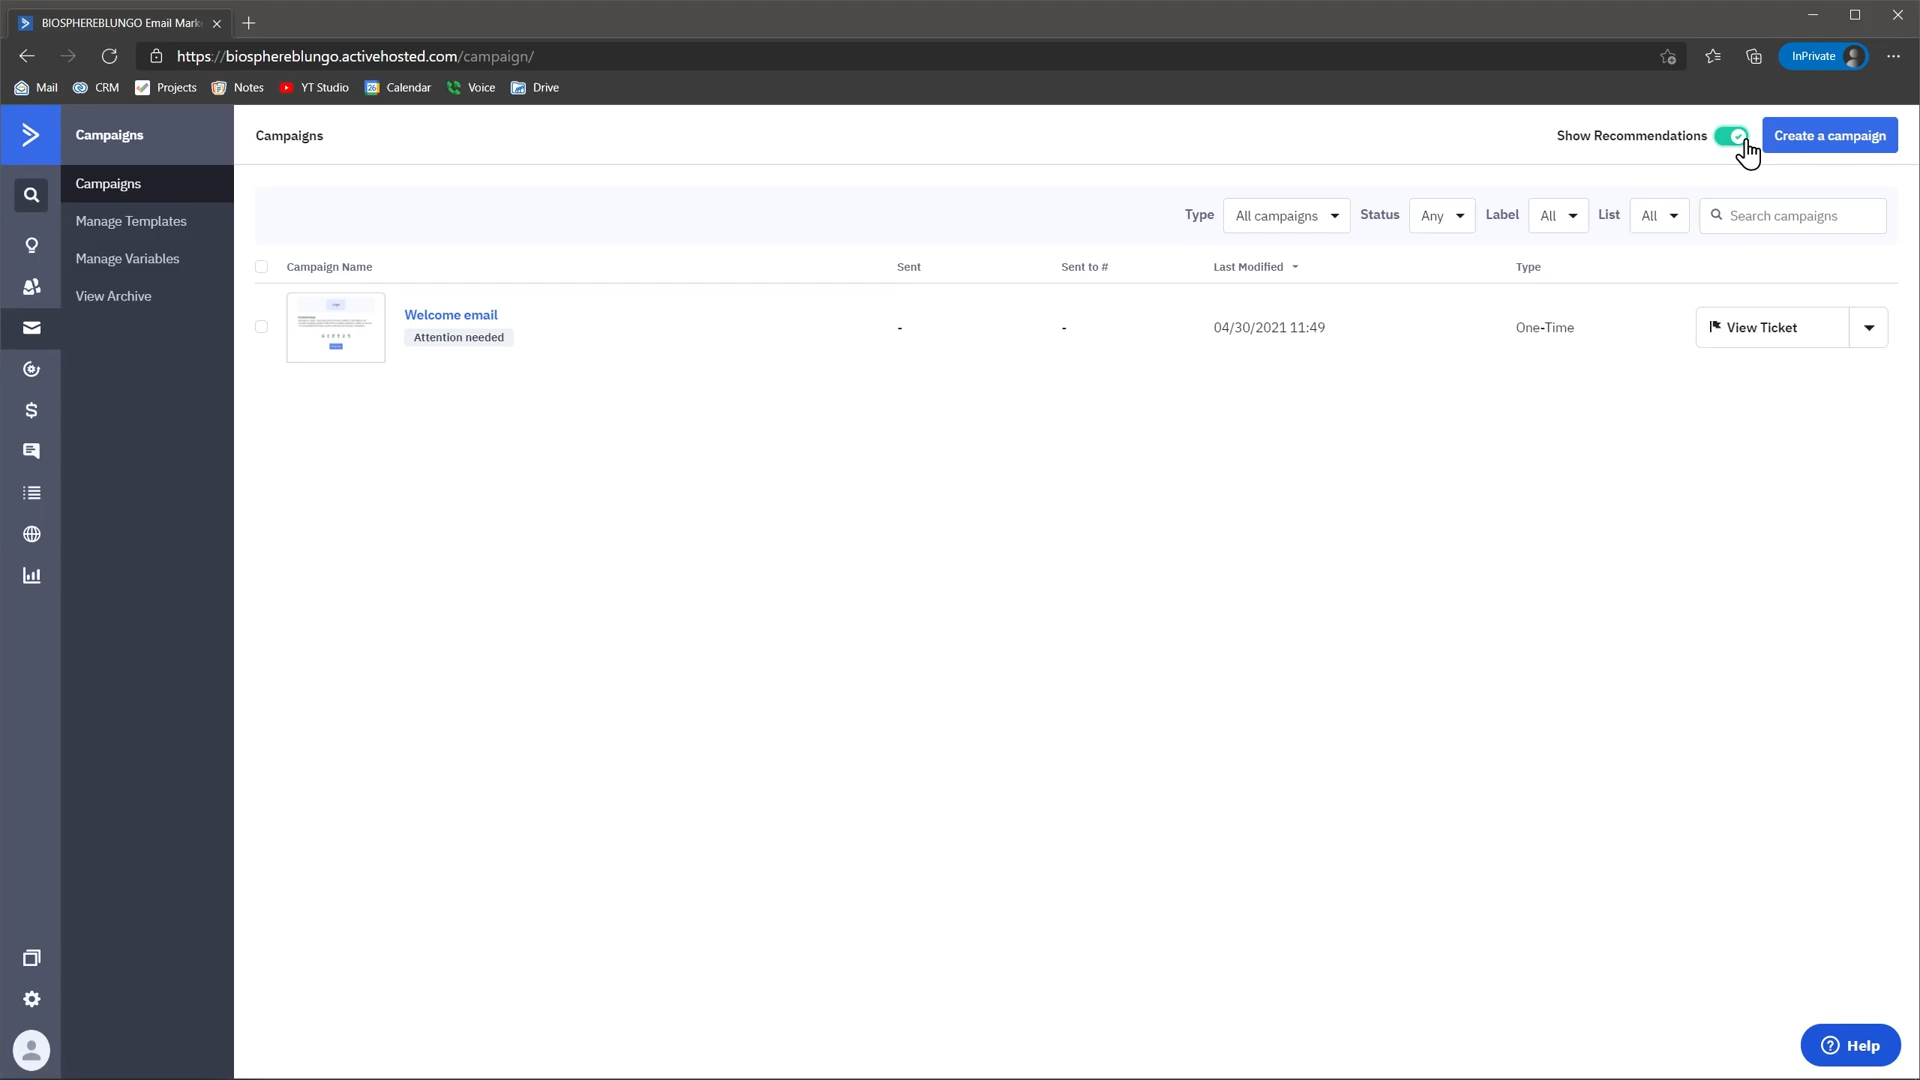 BIOSPHEREBLUNGO Email Mark
https://biosphereblungo.activehosted.com/campaign/
InPrivate
Mail
CRM
Projects
Notes
YT Studio
26
Calendar
Voice
Drive
Campaigns
Campaigns
Show Recommendations
Create a campaign
Campaigns
Manage Templates
Manage Variables
View Archive
Type
All campaigns
Status
Any
Label
All
List
All
Search campaigns
Campaign Name
Sent
Sent to #
Last Modified
Type
Welcome email
Attention needed
-
-
04/30/2021 11:49
One-Time
View Ticket
Help